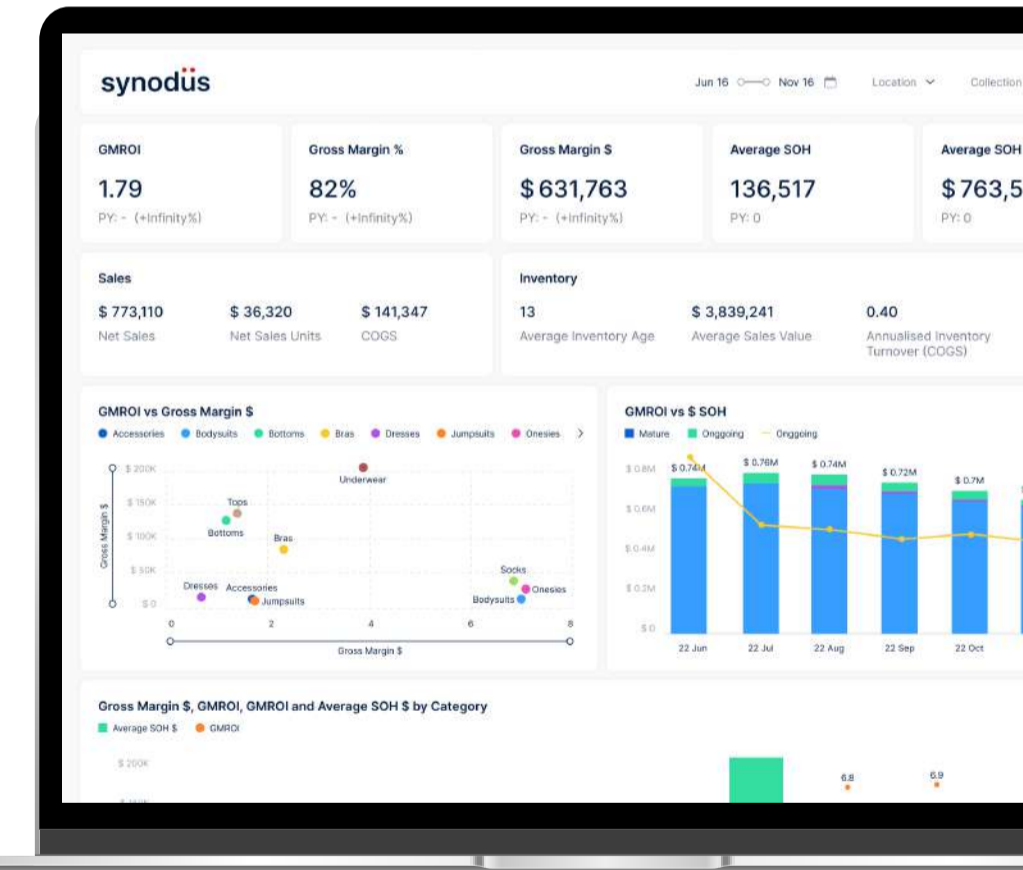 synodüs
Jun 16 Nov 16 Location Collection
GMROI
1.79
PY: - (+Infinity%)
Gross Margin %
82%
PY: - (+Infinity%)
Gross Margin $
$ 631,763
PY: - (+Infinity%)
Average SOH
136,517
PY: 0
Average SOH
$ 763,5
PY: 0
Sales
$ 773,110
Net Sales
$ 36,320
Net Sales Units
$ 141,347
COGS
Inventory
13
Average Inventory Age
$ 3,839,241
Average Sales Value
0.40
Annualised Inventory
Turnover (COGS)
GMROI vs Gross Margin $
Accessories Bodysuits Bottoms Bras Dresses Jumpsuits Onesies
Gross Margin $
$ 200K
$ 150K
$ 100K
$ 50K
$ 0
Underwear
Tops
Bottoms
Bras
Socks
Dresses
Accessories
Onesies
Jumpsuits
Bodysuits
0 2 4 6 8
Gross Margin $
GMROI vs $ SOH
Mature Onggoing Onggoing
$ 0.8M
$ 0.6M
$ 0.4M
$ 0.2M
$ 0
$ 0.74M
$ 0.76M
$ 0.74M
$ 0.72M
$ 0.7M
22 Jun 22 Jul 22 Aug 22 Sep 22 Oct
Gross Margin $, GMROI, GMROI and Average SOH $ by Category
Average SOH $ GMROI
$ 200K
6.8
6.9